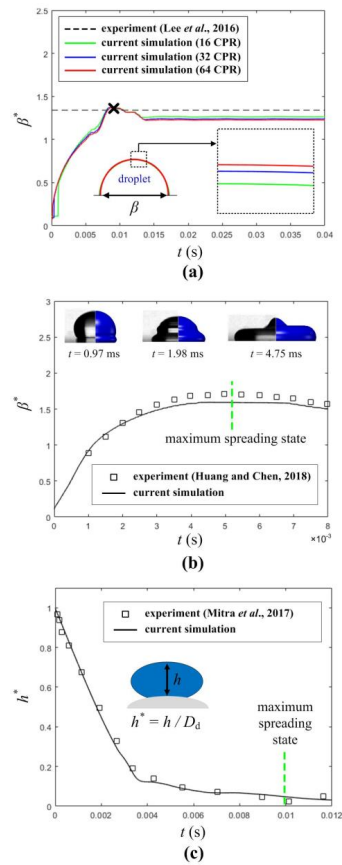 experiment (Lee et al., 2016)
current simulation (16 CPR)
current simulation (32 CPR)
current simulation (64 CPR)
2
1.5
1
0.5
0
β*
droplet
β
0 0.005 0.01 0.015 0.02 0.025 0.03 0.035 0.04
t (s)
(a)
3
2.5
2
1.5
1
0.5
0
β*
t = 0.97 ms
t = 1.98 ms
t = 4.75 ms
maximum spreading state
experiment (Huang and Chen, 2018)
current simulation
0 1 2 3 4 5 6 7 8
×10⁻³
t (s)
(b)
1
0.8
0.6
0.4
0.2
0
h*
experiment (Mitra et al., 2017)
current simulation
h
h* = h / Dd
maximum
spreading
state
0 0.002 0.004 0.006 0.008 0.01 0.012
t (s)
(c)